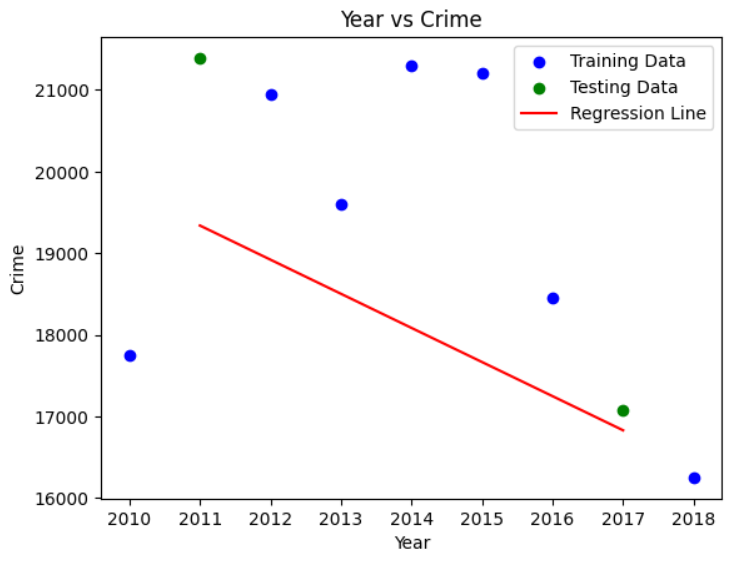 Year vs Crime
Training Data
Testing Data
Regression Line
21000
20000
19000
18000
17000
16000
Crime
2010 2011 2012 2013 2014 2015 2016 2017 2018
Year